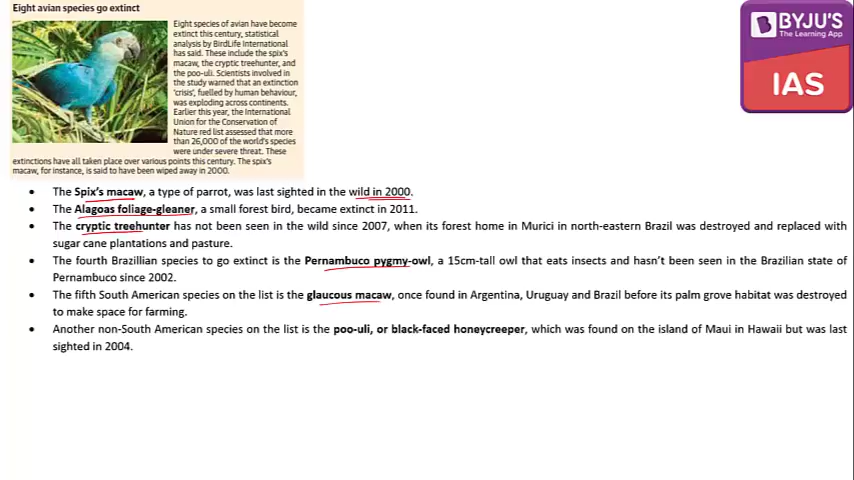 Eight avian species go extinct
Eight species of avian have become
extinct this century, statistical
analysis by BirdLife International
has said. These include the spix's
macaw, the cryptic treehunter, and
the poo-uli. Scientists involved in
the study warned that an extinction
'crisis', fuelled by human behaviour,
was exploding across continents.
Earlier this year, the International
Union for the Conservation of
Nature red list assessed that more
than 26,000 of the world's species
were under severe threat. These
extinctions have all taken place over various points this century. The spix's
macaw, for instance, is said to have been wiped away in 2000.
BYJU'S
The Learning App
IAS
• The Spix's macaw, a type of parrot, was last sighted in the wild in 2000.
• The Alagoas foliage-gleaner, a small forest bird, became extinct in 2011.
• The cryptic treehunter has not been seen in the wild since 2007, when its forest home in Murici in north-eastern Brazil was destroyed and replaced with
sugar cane plantations and pasture.
• The fourth Brazillian species to go extinct is the Pernambuco pygmy-owl, a 15cm-tall owl that eats insects and hasn't been seen in the Brazilian state of
Pernambuco since 2002.
• The fifth South American species on the list is the glaucous macaw, once found in Argentina, Uruguay and Brazil before its palm grove habitat was destroyed
to make space for farming.
• Another non-South American species on the list is the poo-uli, or black-faced honeycreeper, which was found on the island of Maui in Hawaii but was last
sighted in 2004.